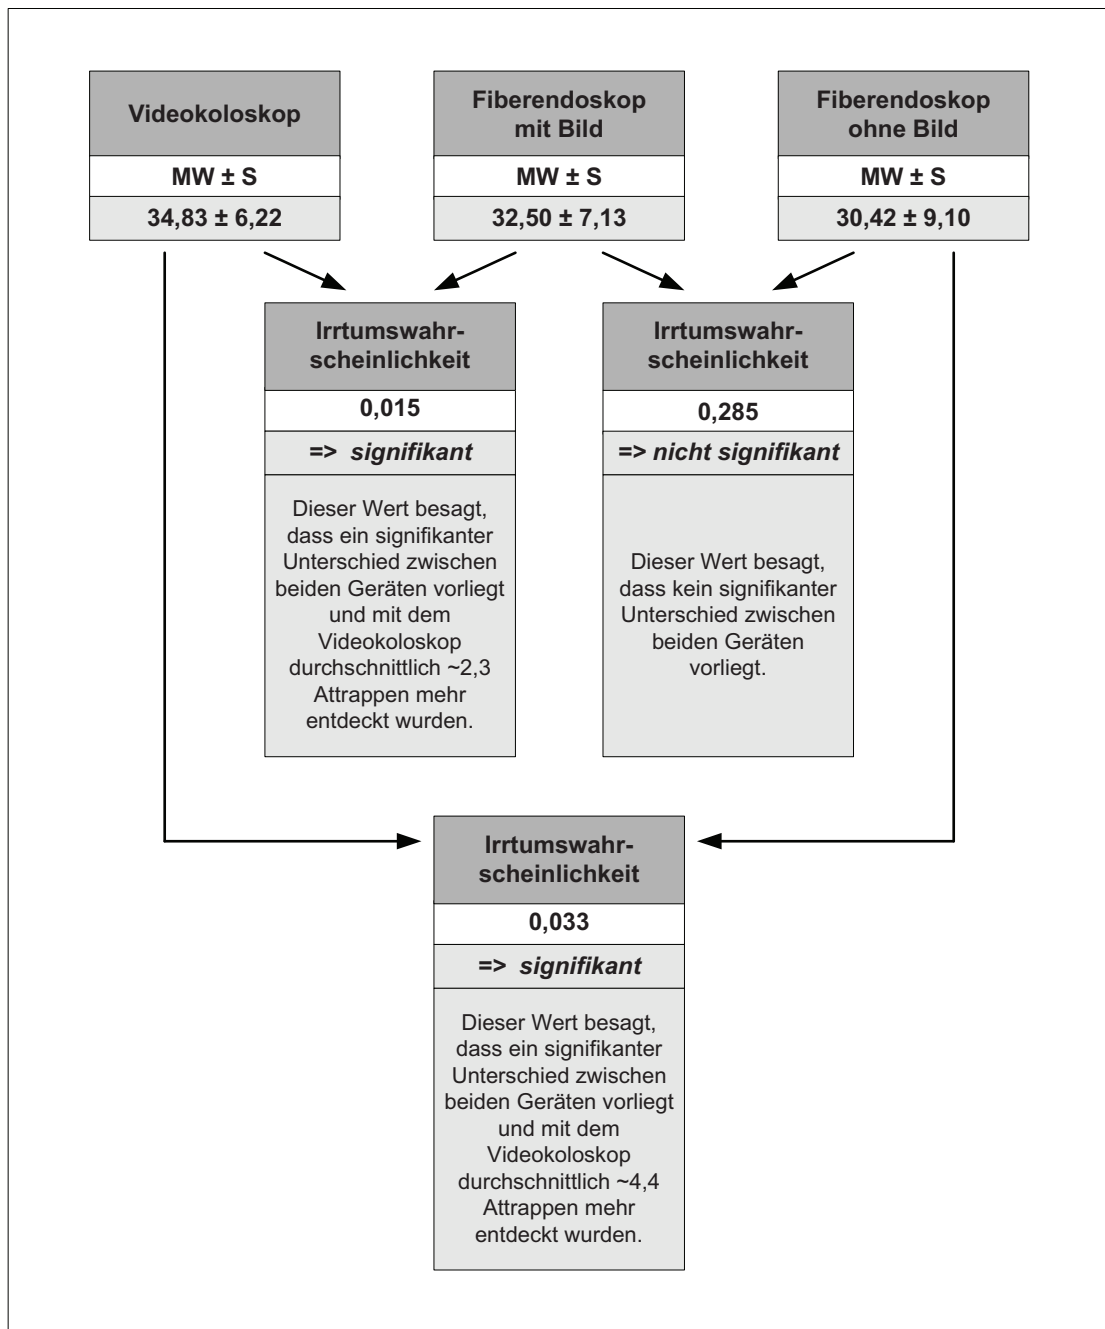 Videokoloskop
MW ± S
34,83 ± 6,22
Fiberendoskop
mit Bild
MW ± S
32,50 ± 7,13
Fiberendoskop
ohne Bild
MW ± S
30,42 ± 9,10
Irrtumswahr-
scheinlichkeit
0,015
=> signifikant
Dieser Wert besagt,
dass ein signifikanter
Unterschied zwischen
beiden Geräten vorliegt
und mit dem
Videokoloskop
durchschnittlich ~2,3
Attrappen mehr
entdeckt wurden.
Irrtumswahr-
scheinlichkeit
0,285
=> nicht signifikant
Dieser Wert besagt,
dass kein signifikanter
Unterschied zwischen
beiden Geräten
vorliegt.
Irrtumswahr-
scheinlichkeit
0,033
=> signifikant
Dieser Wert besagt,
dass ein signifikanter
Unterschied zwischen
beiden Geräten vorliegt
und mit dem
Videokoloskop
durchschnittlich ~4,4
Attrappen mehr
entdeckt wurden.